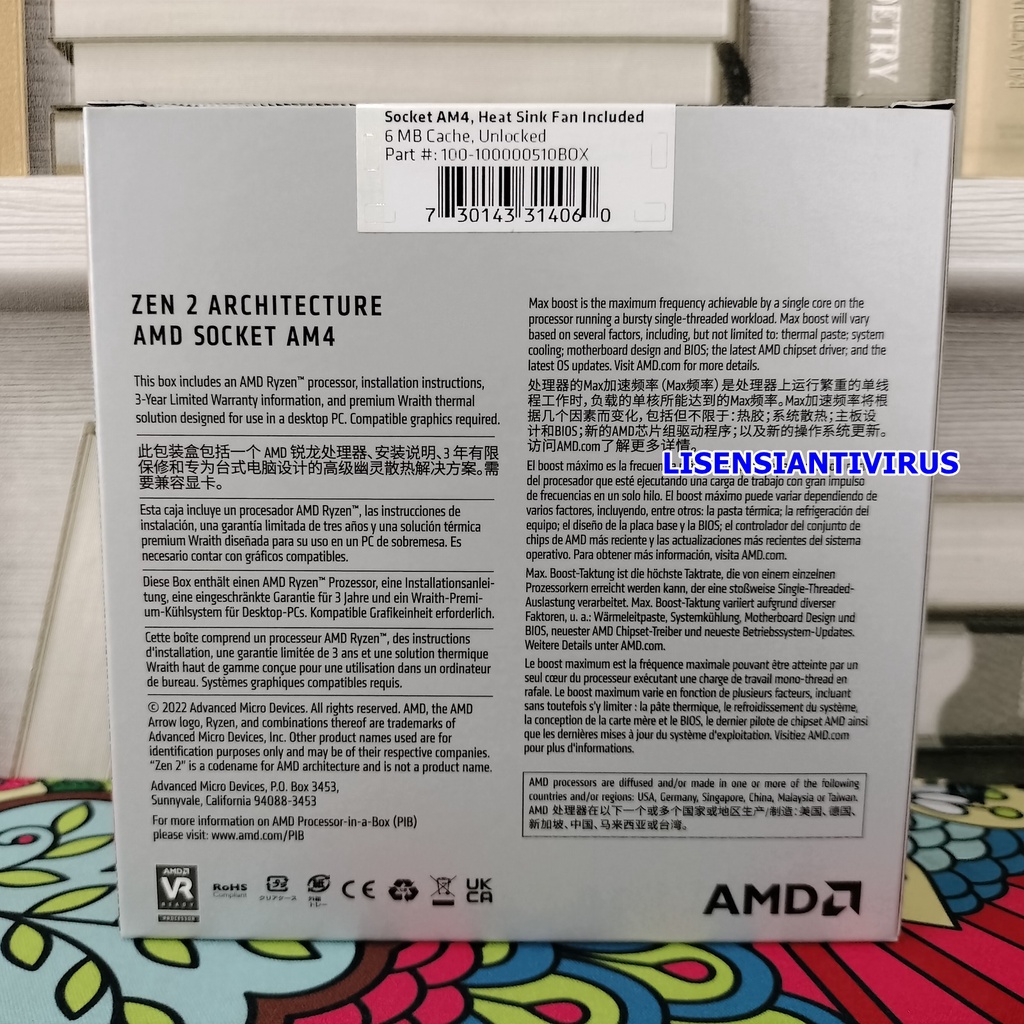 ETRY
BALANCED IN
Socket AM4, Heat Sink Fan Included
6 MB Cache, Unlocked
Part #: 100-100000510BOX
7 30143 31406 0
ZEN 2 ARCHITECTURE
AMD SOCKET AM4
This box includes an AMD Ryzen™ processor, installation instructions,
3-Year Limited Warranty information, and premium Wraith thermal
solution designed for use in a desktop PC. Compatible graphics required.
此包装盒包括一个 AMD 锐龙处理器、安装说明、3 年有限
保修和专为台式电脑设计的高级幽灵散热解决方案。需
要兼容显卡。
Esta caja incluye un procesador AMD Ryzen™, las instrucciones de
instalación, una garantía limitada de tres años y una solución térmica
premium Wraith diseñada para su uso en un PC de sobremesa. Es
necesario contar con gráficos compatibles.
Diese Box enthält einen AMD Ryzen™ Prozessor, eine Installationsanlei-
tung, eine eingeschränkte Garantie für 3 Jahre und ein Wraith-Premi-
um-Kühlsystem für Desktop-PCs. Kompatible Grafikeinheit erforderlich.
Cette boîte comprend un processeur AMD Ryzen™, des instructions
d'installation, une garantie limitée de 3 ans et une solution thermique
Wraith haut de gamme conçue pour une utilisation dans un ordinateur
de bureau. Systèmes graphiques compatibles requis.
© 2022 Advanced Micro Devices. All rights reserved. AMD, the AMD
Arrow logo, Ryzen, and combinations thereof are trademarks of
Advanced Micro Devices, Inc. Other product names used are for
identification purposes only and may be of their respective companies.
"Zen 2" is a codename for AMD architecture and is not a product name.
Advanced Micro Devices, P.O. Box 3453,
Sunnyvale, California 94088-3453
For more information on AMD Processor-in-a-Box (PIB)
please visit: www.amd.com/PIB
Max boost is the maximum frequency achievable by a single core on the
processor running a bursty single-threaded workload. Max boost will vary
based on several factors, including, but not limited to: thermal paste; system
cooling; motherboard design and BIOS; the latest AMD chipset driver; and the
latest OS updates. Visit AMD.com for more details.
处理器的Max加速频率（Max频率）是处理器上运行繁重的单线
程工作时，负载的单核所能达到的Max频率。Max加速频率将根
据几个因素而变化，包括但不限于：热胶；系统散热；主板设
计和BIOS；新的AMD芯片组驱动程序；以及新的操作系统更新。
访问AMD.com了解更多详情。
LISENSIANTIVIRUS
El boost máximo es la frecuenc
del procesador que esté ejecutando una carga de trabajo con gran impulso
de frecuencias en un solo hilo. El boost máximo puede variar dependiendo de
varios factores, incluyendo, entre otros: la pasta térmica; la refrigeración del
equipo; el diseño de la placa base y la BIOS; el controlador del conjunto de
chips de AMD más reciente y las actualizaciones más recientes del sistema
operativo. Para obtener más información, visita AMD.com.
Max. Boost-Taktung ist die höchste Taktrate, die von einem einzelnen
Prozessorkern erreicht werden kann, der eine stoßweise Single-Threaded-
Auslastung verarbeitet. Max. Boost-Taktung variiert aufgrund diverser
Faktoren, u. a.: Wärmeleitpaste, Systemkühlung, Motherboard Design und
BIOS, neuester AMD Chipset-Treiber und neueste Betriebssystem-Updates.
Weitere Details unter AMD.com.
Le boost maximum est la fréquence maximale pouvant être atteinte par un
seul cœur du processeur exécutant une charge de travail mono-thread en
rafale. Le boost maximum varie en fonction de plusieurs facteurs, incluant
sans toutefois s'y limiter : la pâte thermique, le refroidissement du système,
la conception de la carte mère et le BIOS, le dernier pilote de chipset AMD ainsi
que les dernières mises à jour du système d'exploitation. Visitiez AMD.com
pour plus d'informations.
AMD processors are diffused and/or made in one or more of the following
countries and/or regions: USA, Germany, Singapore, China, Malaysia or Taiwan.
AMD 处理器在以下一个或多个国家或地区生产/制造：美国、德国、
新加坡、中国、马来西亚或台湾。
AMD
VR
READY
PROCESSOR
RoHS
Compliant
クリアケース
外紙
トレー
CE
UK
CA
AMD